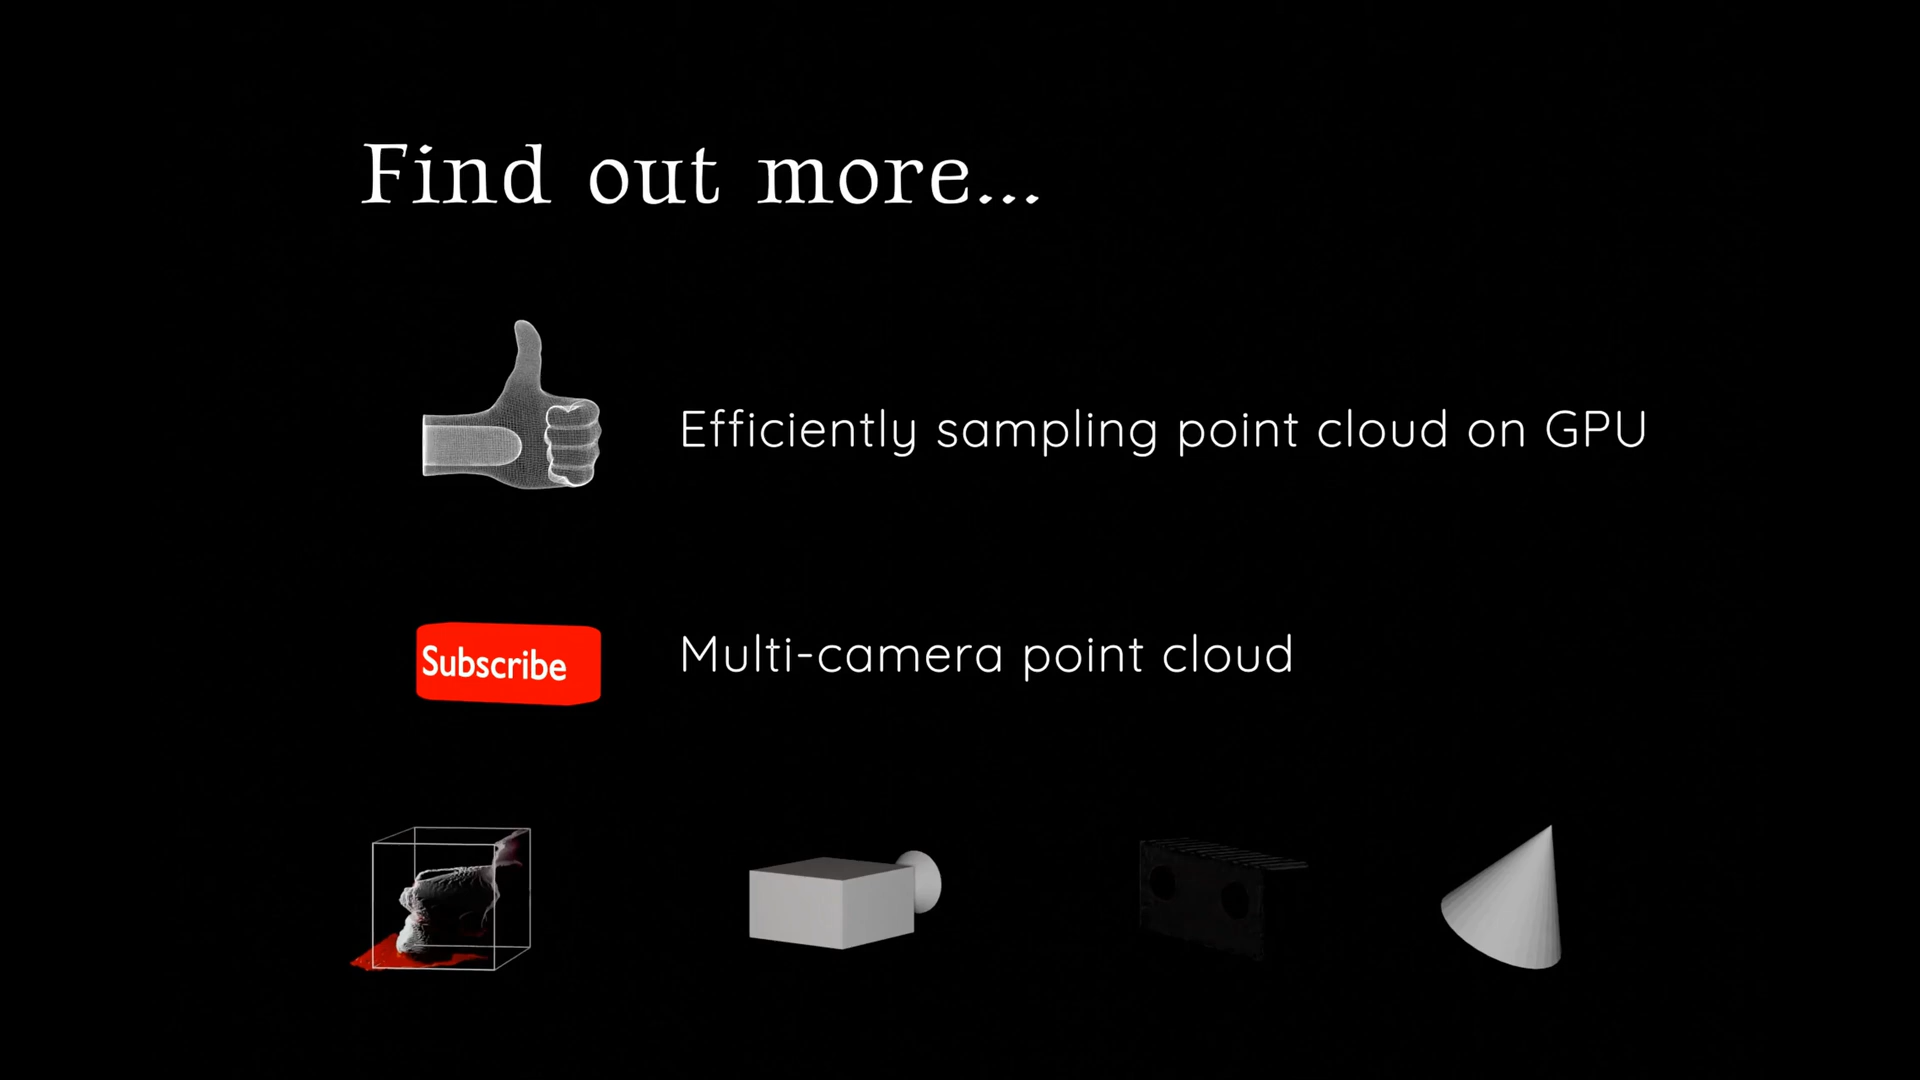 Find out more...
Efficiently sampling point cloud on GPU
Subscribe
Multi-camera point cloud